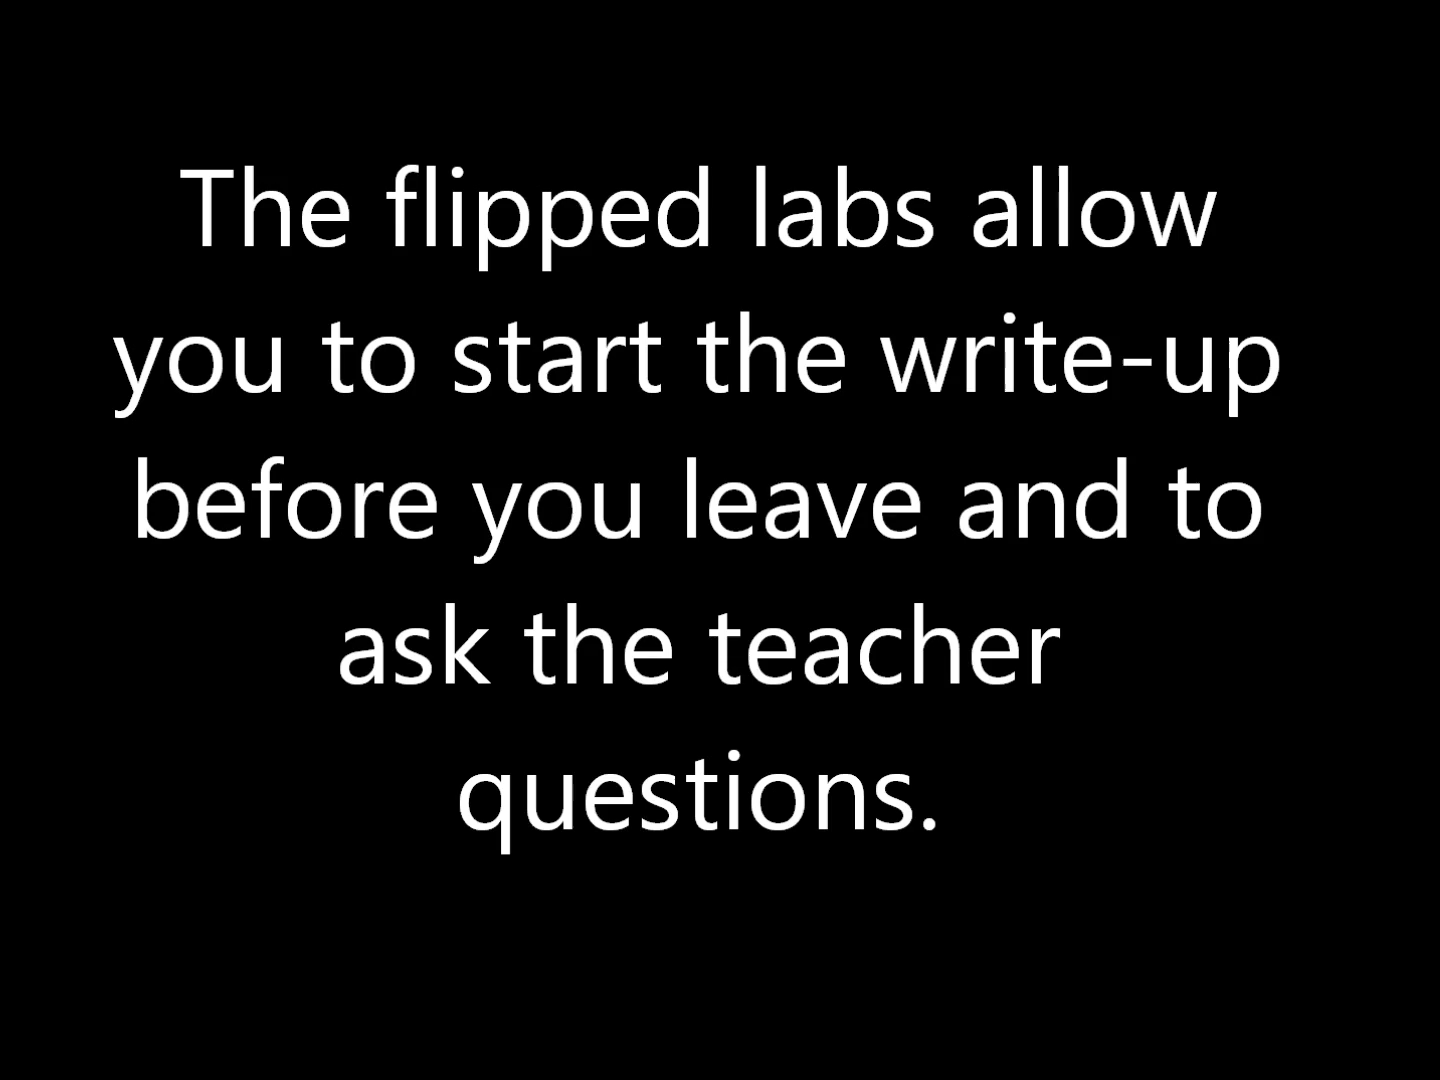 The flipped labs allow
you to start the write-up
before you leave and to
ask the teacher
questions.